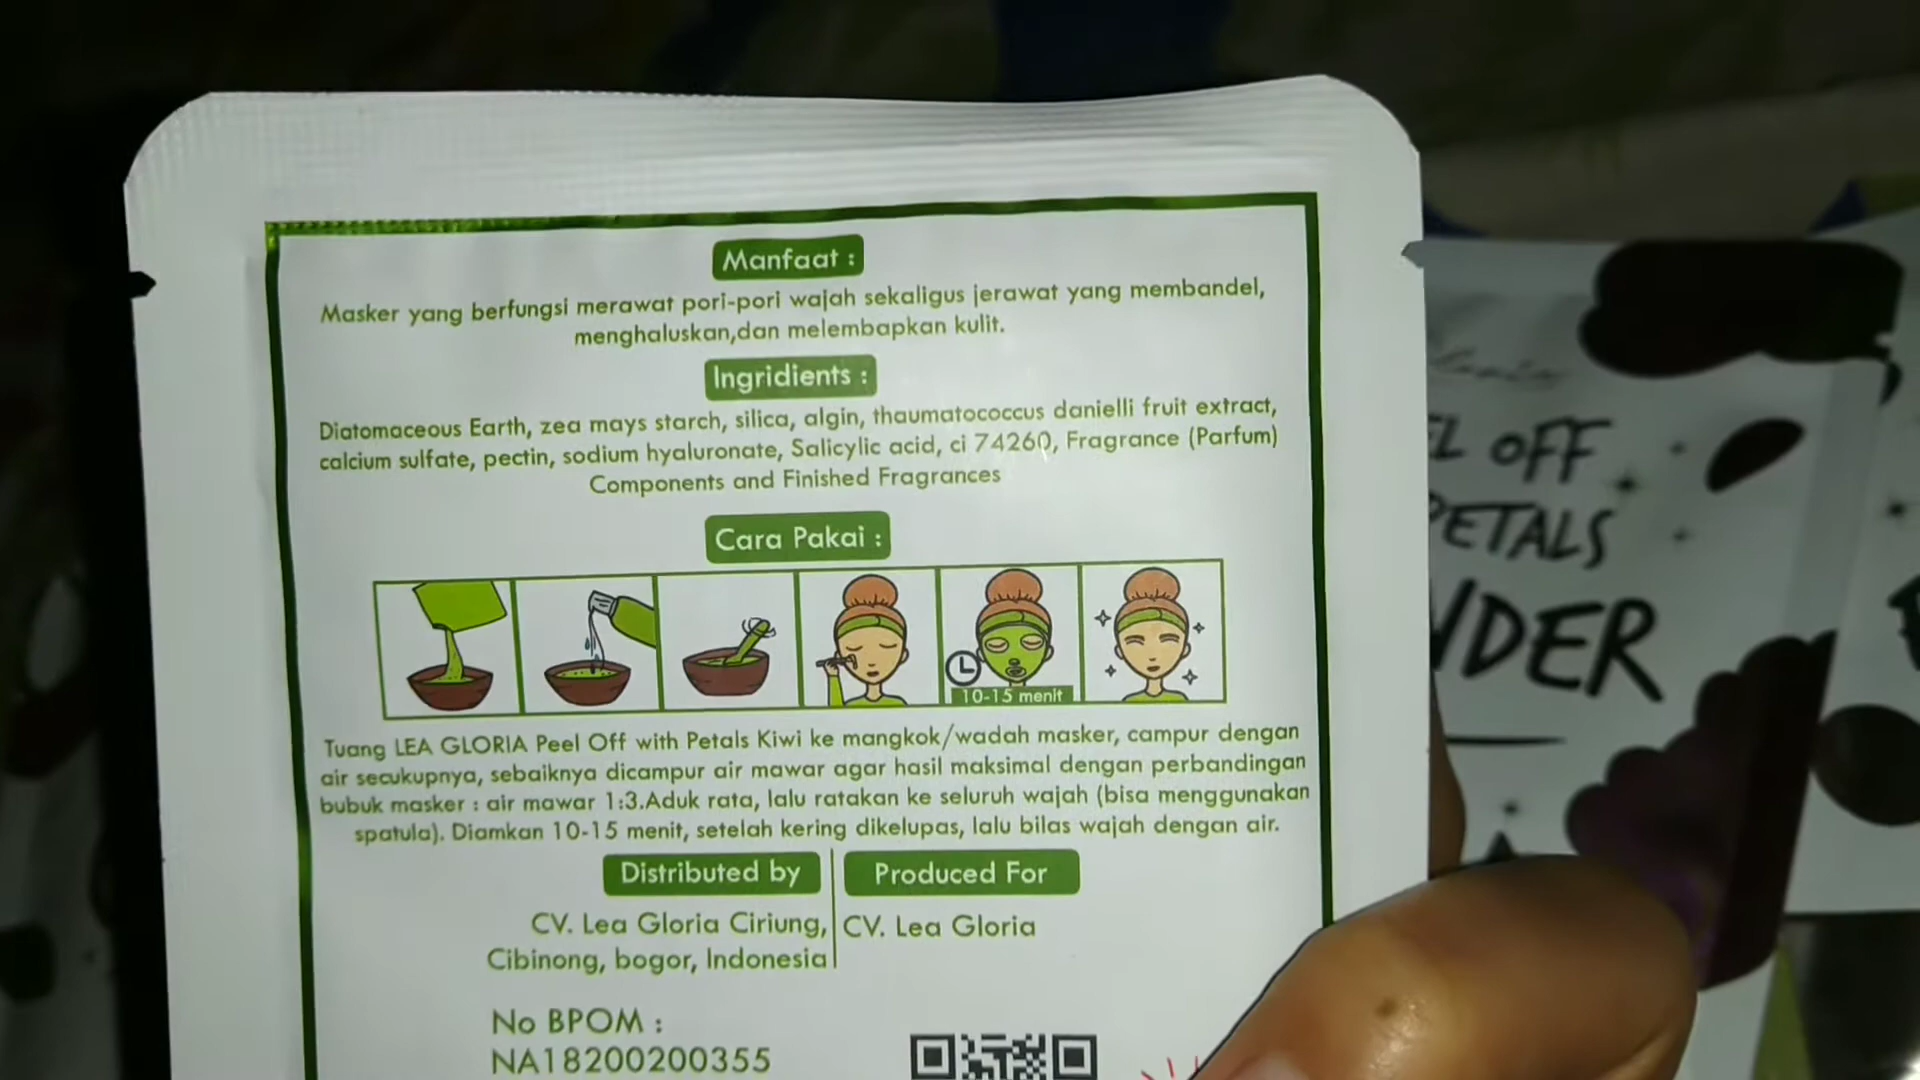 Manfaat :
Masker yang berfungsi merawat pori-pori wajah sekaligus jerawat yang membandel,
menghaluskan,dan melembapkan kulit.
Ingridients :
Diatomaceous Earth, zea mays starch, silica, algin, thaumatococcus danielli fruit extract,
calcium sulfate, pectin, sodium hyaluronate, Salicylic acid, ci 74260, Fragrance (Parfum)
Components and Finished Fragrances
Cara Pakai :
10-15 menit
Tuang LEA GLORIA Peel Off with Petals Kiwi ke mangkok/wadah masker, campur dengan
air secukupnya, sebaiknya dicampur air mawar agar hasil maksimal dengan perbandingan
bubuk masker : air mawar 1:3.Aduk rata, lalu ratakan ke seluruh wajah (bisa menggunakan
spatula). Diamkan 10-15 menit, setelah kering dikelupas, lalu bilas wajah dengan air.
Distributed by
CV. Lea Gloria Ciriung,
Cibinong, bogor, Indonesia
Produced For
CV. Lea Gloria
No BPOM :
NA18200200355
OFF
PETALS